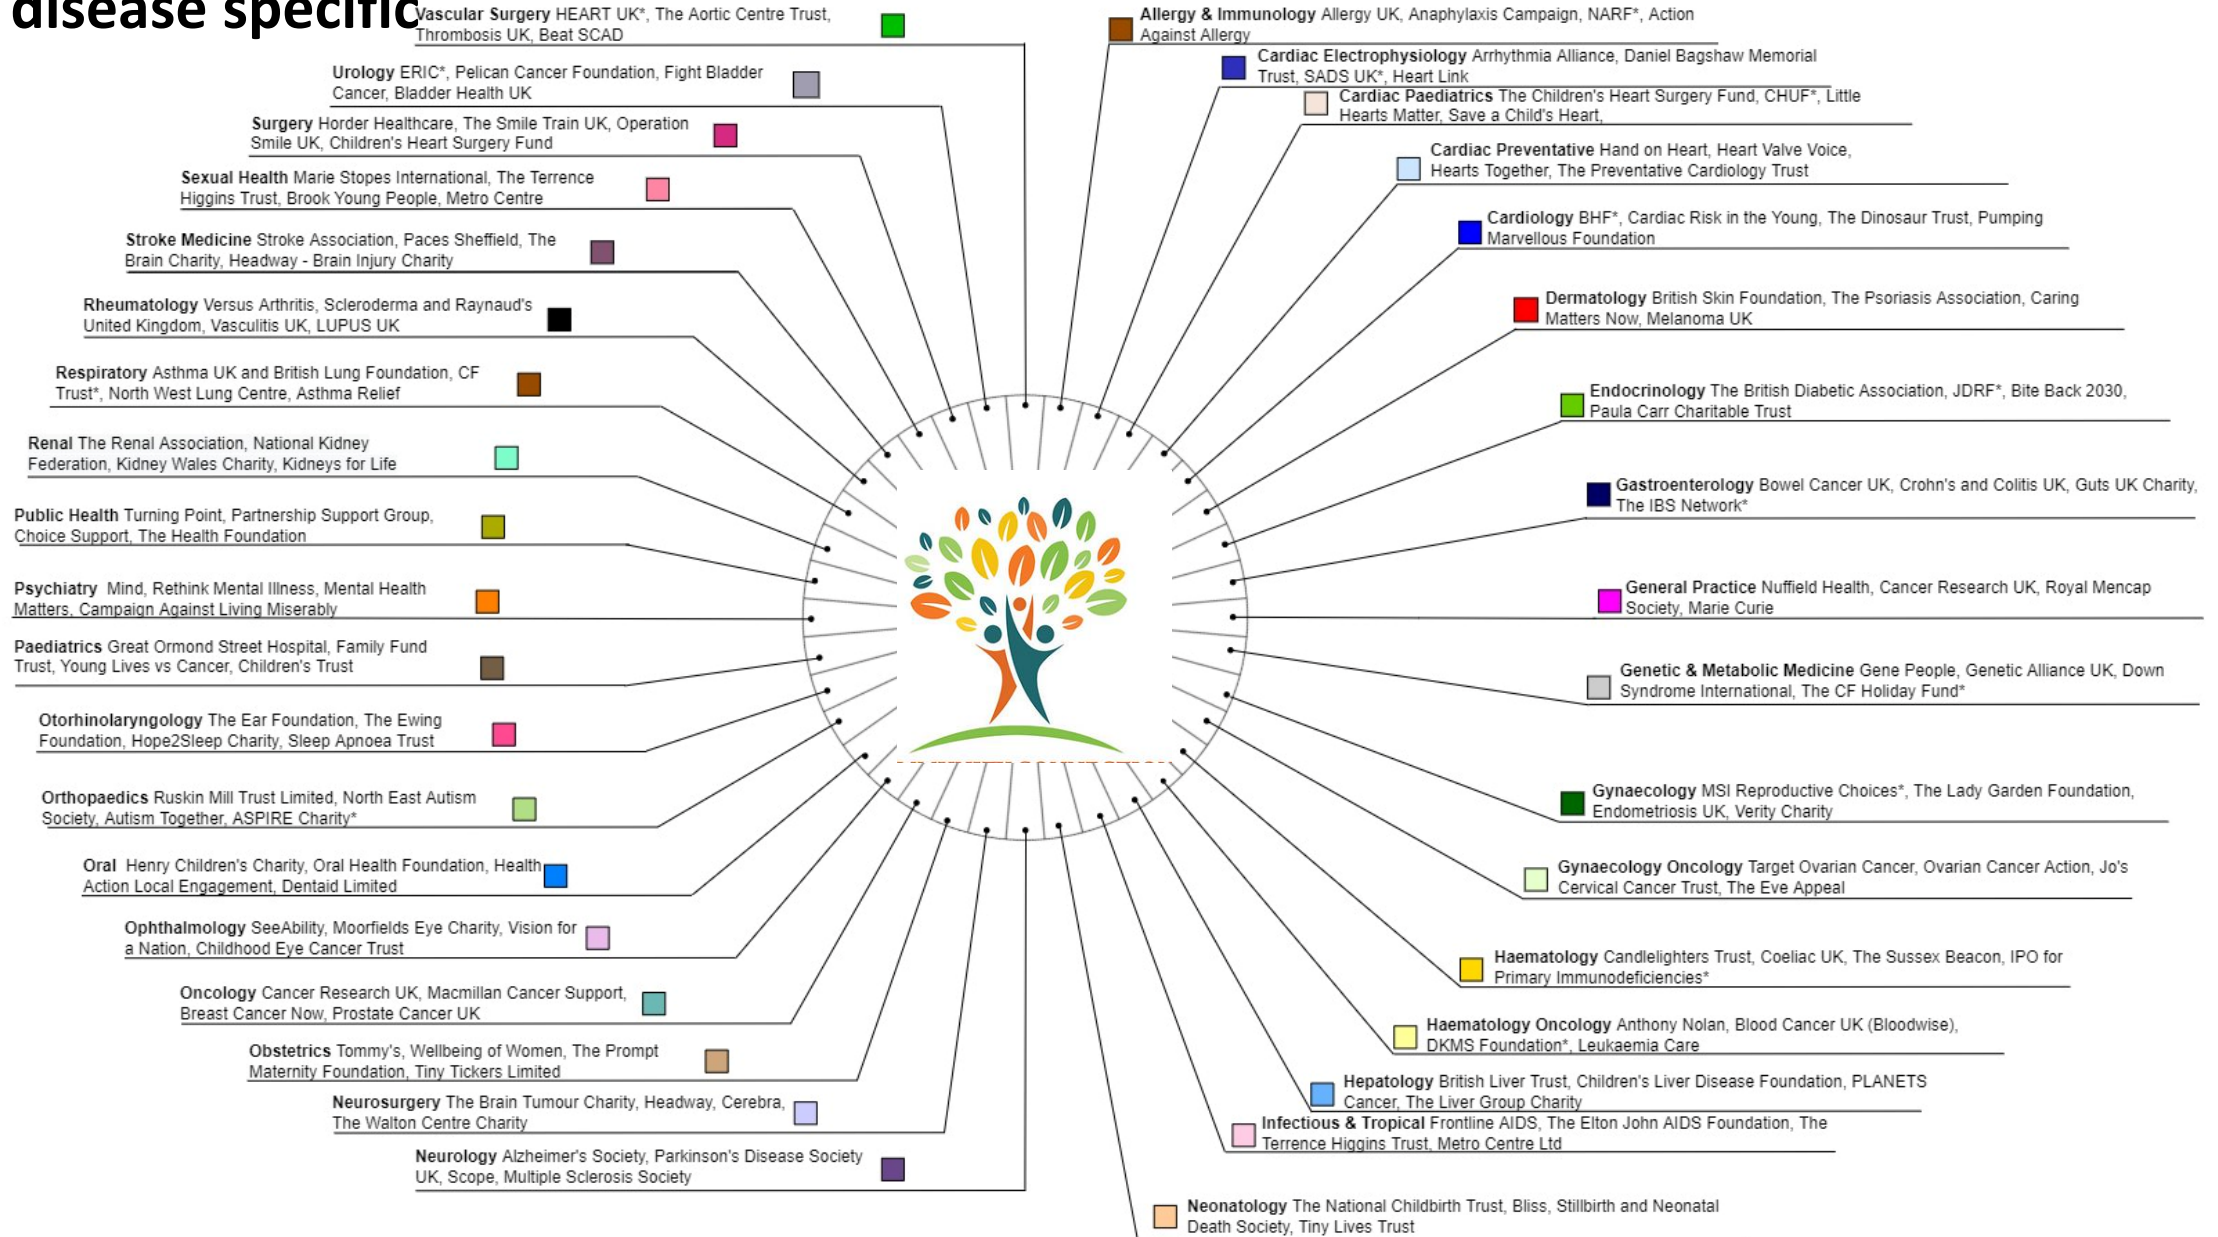 disease specific
Vascular Surgery HEART UK*, The Aortic Centre Trust,
Thrombosis UK, Beat SCAD
Urology ERIC*, Pelican Cancer Foundation, Fight Bladder
Cancer, Bladder Health UK
Surgery Horder Healthcare, The Smile Train UK, Operation
Smile UK, Children's Heart Surgery Fund
Sexual Health Marie Stopes International, The Terrence
Higgins Trust, Brook Young People, Metro Centre
Stroke Medicine Stroke Association, Paces Sheffield, The
Brain Charity, Headway - Brain Injury Charity
Rheumatology Versus Arthritis, Scleroderma and Raynaud's
United Kingdom, Vasculitis UK, LUPUS UK
Respiratory Asthma UK and British Lung Foundation, CF
Trust*, North West Lung Centre, Asthma Relief
Renal The Renal Association, National Kidney
Federation, Kidney Wales Charity, Kidneys for Life
Public Health Turning Point, Partnership Support Group,
Choice Support, The Health Foundation
Psychiatry Mind, Rethink Mental Illness, Mental Health
Matters, Campaign Against Living Miserably
Paediatrics Great Ormond Street Hospital, Family Fund
Trust, Young Lives vs Cancer, Children's Trust
Otorhinolaryngology The Ear Foundation, The Ewing
Foundation, Hope2Sleep Charity, Sleep Apnoea Trust
Orthopaedics Ruskin Mill Trust Limited, North East Autism
Society, Autism Together, ASPIRE Charity*
Oral Henry Children's Charity, Oral Health Foundation, Health
Action Local Engagement, Dentaid Limited
Ophthalmology SeeAbility, Moorfields Eye Charity, Vision for
a Nation, Childhood Eye Cancer Trust
Oncology Cancer Research UK, Macmillan Cancer Support,
Breast Cancer Now, Prostate Cancer UK
Obstetrics Tommy's, Wellbeing of Women, The Prompt
Maternity Foundation, Tiny Tickers Limited
Neurosurgery The Brain Tumour Charity, Headway, Cerebra,
The Walton Centre Charity
Neurology Alzheimer's Society, Parkinson's Disease Society
UK, Scope, Multiple Sclerosis Society
Allergy & Immunology Allergy UK, Anaphylaxis Campaign, NARF*, Action
Against Allergy
Cardiac Electrophysiology Arrhythmia Alliance, Daniel Bagshaw Memorial
Trust, SADS UK*, Heart Link
Cardiac Paediatrics The Children's Heart Surgery Fund, CHUF*, Little
Hearts Matter, Save a Child's Heart,
Cardiac Preventative Hand on Heart, Heart Valve Voice,
Hearts Together, The Preventative Cardiology Trust
Cardiology BHF*, Cardiac Risk in the Young, The Dinosaur Trust, Pumping
Marvellous Foundation
Dermatology British Skin Foundation, The Psoriasis Association, Caring
Matters Now, Melanoma UK
Endocrinology The British Diabetic Association, JDRF*, Bite Back 2030,
Paula Carr Charitable Trust
Gastroenterology Bowel Cancer UK, Crohn's and Colitis UK, Guts UK Charity,
The IBS Network*
General Practice Nuffield Health, Cancer Research UK, Royal Mencap
Society, Marie Curie
Genetic & Metabolic Medicine Gene People, Genetic Alliance UK, Down
Syndrome International, The CF Holiday Fund*
Gynaecology MSI Reproductive Choices*, The Lady Garden Foundation,
Endometriosis UK, Verity Charity
Gynaecology Oncology Target Ovarian Cancer, Ovarian Cancer Action, Jo's
Cervical Cancer Trust, The Eve Appeal
Haematology Candlelighters Trust, Coeliac UK, The Sussex Beacon, IPO for
Primary Immunodeficiencies*
Haematology Oncology Anthony Nolan, Blood Cancer UK (Bloodwise),
DKMS Foundation*, Leukaemia Care
Hepatology British Liver Trust, Children's Liver Disease Foundation, PLANETS
Cancer, The Liver Group Charity
Infectious & Tropical Frontline AIDS, The Elton John AIDS Foundation, The
Terrence Higgins Trust, Metro Centre Ltd
Neonatology The National Childbirth Trust, Bliss, Stillbirth and Neonatal
Death Society, Tiny Lives Trust